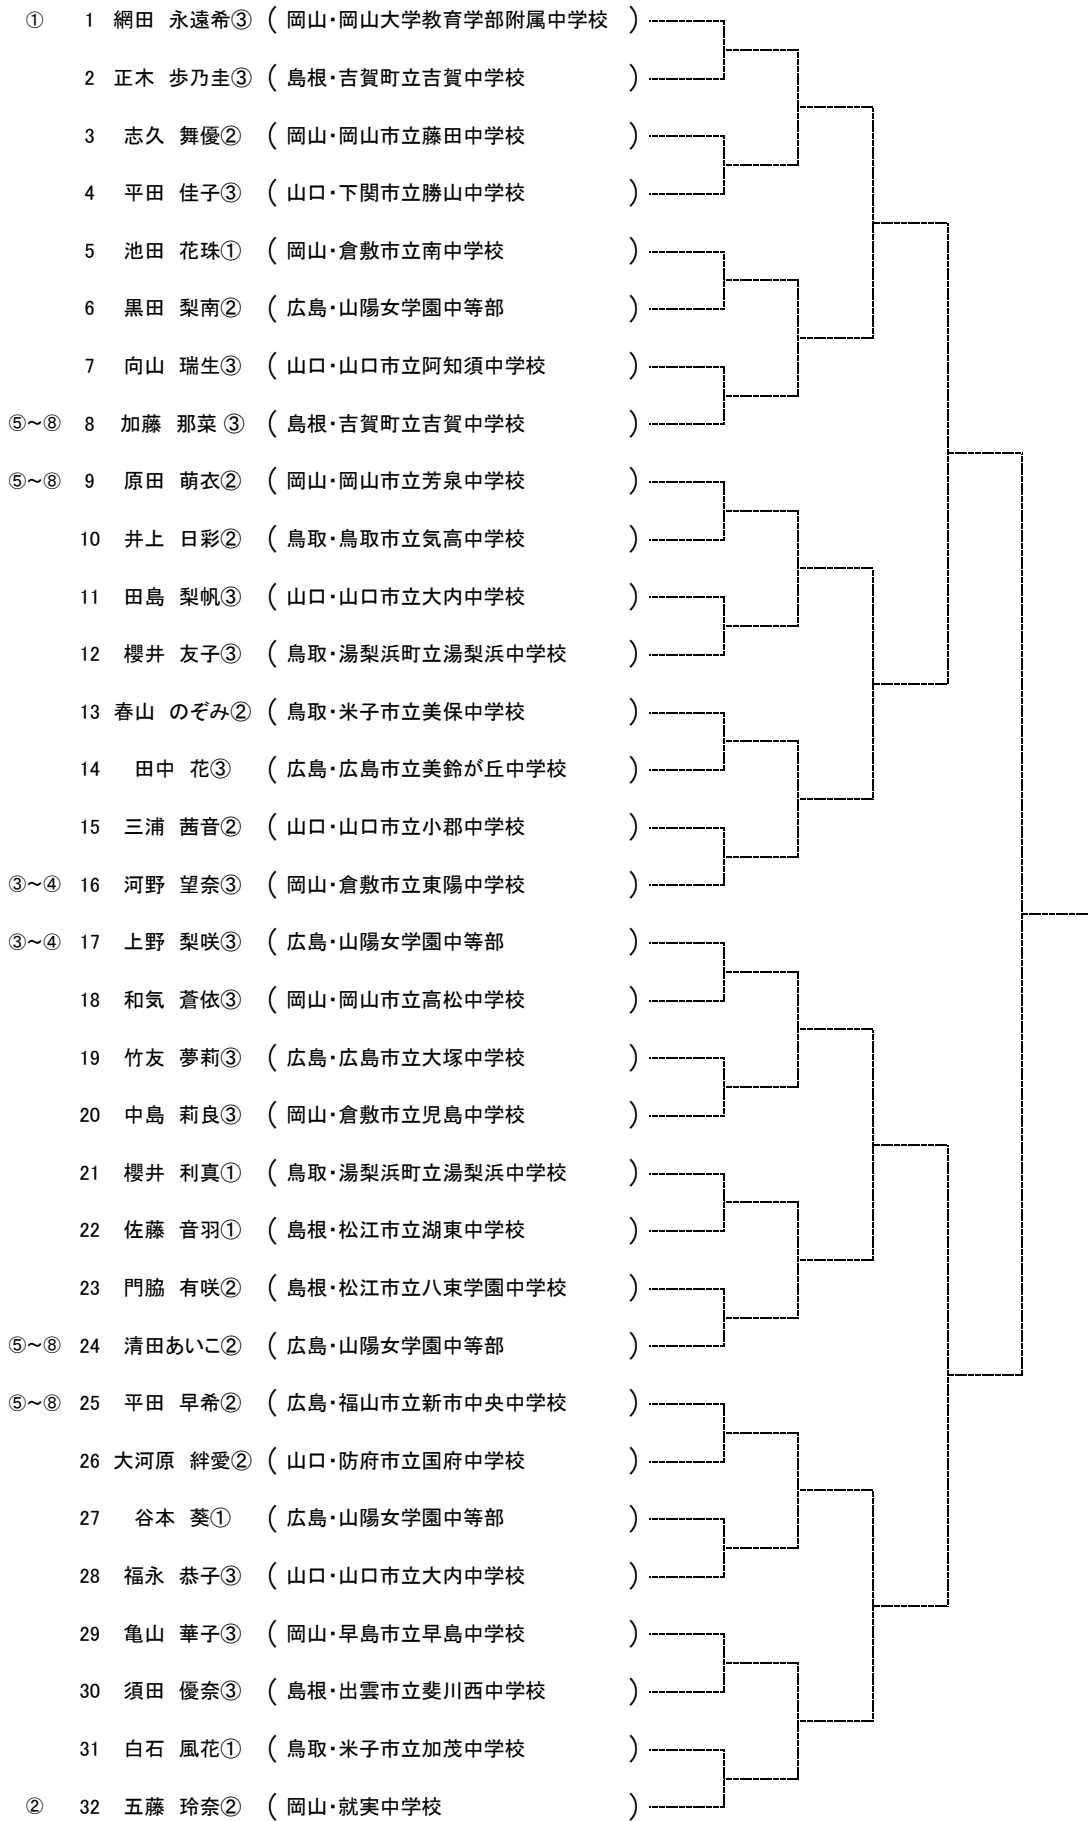 ① 1 網田 永遠希③ ( 岡山・岡山大学教育学部附属中学校 )
2 正木 歩乃圭③ ( 島根・吉賀町立吉賀中学校 )
3 志久 舞優② ( 岡山・岡山市立藤田中学校 )
4 平田 佳子③ ( 山口・下関市立勝山中学校 )
5 池田 花珠① ( 岡山・倉敷市立南中学校 )
6 黒田 梨南② ( 広島・山陽女学園中等部 )
7 向山 瑞生③ ( 山口・山口市立阿知須中学校 )
⑤~⑧ 8 加藤 那菜 ③ ( 島根・吉賀町立吉賀中学校 )
⑤~⑧ 9 原田 萌衣② ( 岡山・岡山市立芳泉中学校 )
10 井上 日彩② ( 鳥取・鳥取市立気高中学校 )
11 田島 梨帆③ ( 山口・山口市立大内中学校 )
12 櫻井 友子③ ( 鳥取・湯梨浜町立湯梨浜中学校 )
13 春山 のぞみ② ( 鳥取・米子市立美保中学校 )
14 田中 花③ ( 広島・広島市立美鈴が丘中学校 )
15 三浦 茜音② ( 山口・山口市立小郡中学校 )
③~④ 16 河野 望奈③ ( 岡山・倉敷市立東陽中学校 )
③~④ 17 上野 梨咲③ ( 広島・山陽女学園中等部 )
18 和気 蒼依③ ( 岡山・岡山市立高松中学校 )
19 竹友 夢莉③ ( 広島・広島市立大塚中学校 )
20 中島 莉良③ ( 岡山・倉敷市立児島中学校 )
21 櫻井 利真① ( 鳥取・湯梨浜町立湯梨浜中学校 )
22 佐藤 音羽① ( 島根・松江市立湖東中学校 )
23 門脇 有咲② ( 島根・松江市立八束学園中学校 )
⑤~⑧ 24 清田あいこ② ( 広島・山陽女学園中等部 )
⑤~⑧ 25 平田 早希② ( 広島・福山市立新市中央中学校 )
26 大河原 絆愛② ( 山口・防府市立国府中学校 )
27 谷本 葵① ( 広島・山陽女学園中等部 )
28 福永 恭子③ ( 山口・山口市立大内中学校 )
29 亀山 華子③ ( 岡山・早島市立早島中学校 )
30 須田 優奈③ ( 島根・出雲市立斐川西中学校 )
31 白石 風花① ( 鳥取・米子市立加茂中学校 )
② 32 五藤 玲奈② ( 岡山・就実中学校 )